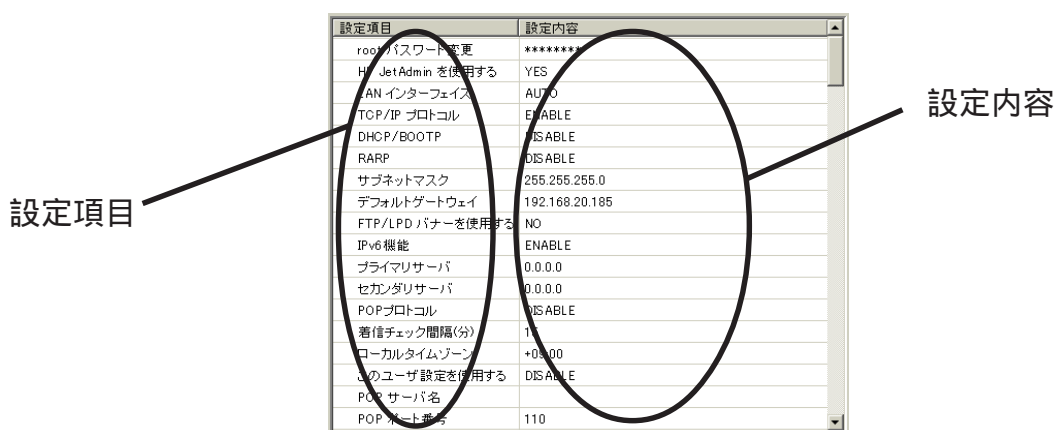 設定項目 設定内容
root パスワード変更 ********
HP JetAdmin を使用する YES
LAN インターフェイス AUTO
TCP/IP プロトコル ENABLE
DHCP/BOOTP DISABLE
RARP DISABLE
サブネットマスク 255.255.255.0
デフォルトゲートウェイ 192.168.20.185
FTP/LPD バナーを使用する NO
IPv6 機能 ENABLE
プライマリサーバ 0.0.0.0
セカンダリサーバ 0.0.0.0
POPプロトコル DISABLE
着信チェック間隔(分)
ローカルタイムゾーン +09:00
このユーザ設定を使用する DISABLE
POP サーバ名
POP ポート番号 110
設定項目
設定内容